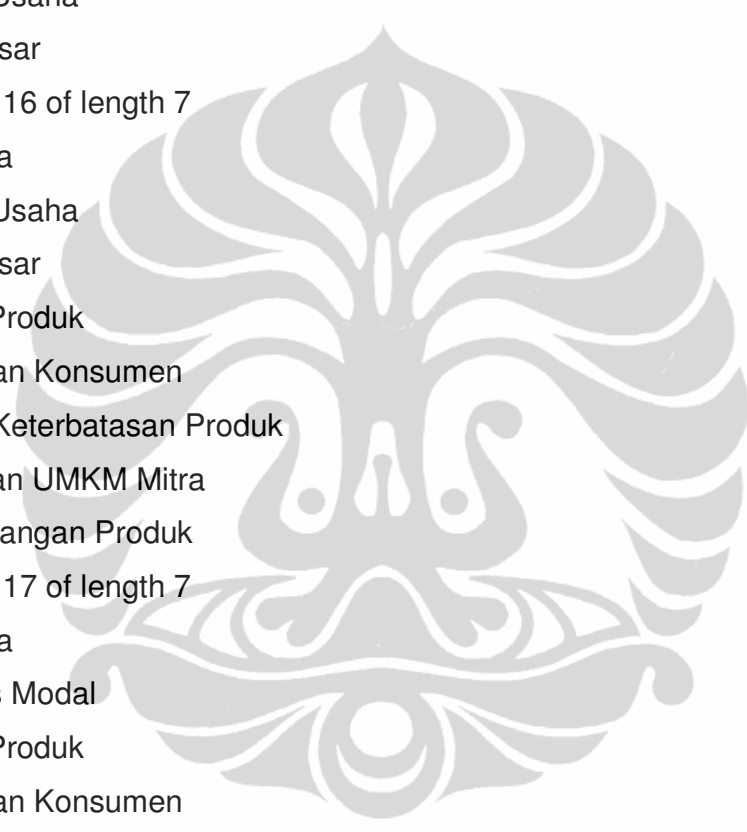 Usaha
sar
16 of length 7
a
Usaha
sar
Produk
an Konsumen
Keterbatasan Produk
an UMKM Mitra
angan Produk
17 of length 7
a
s Modal
Produk
an Konsumen